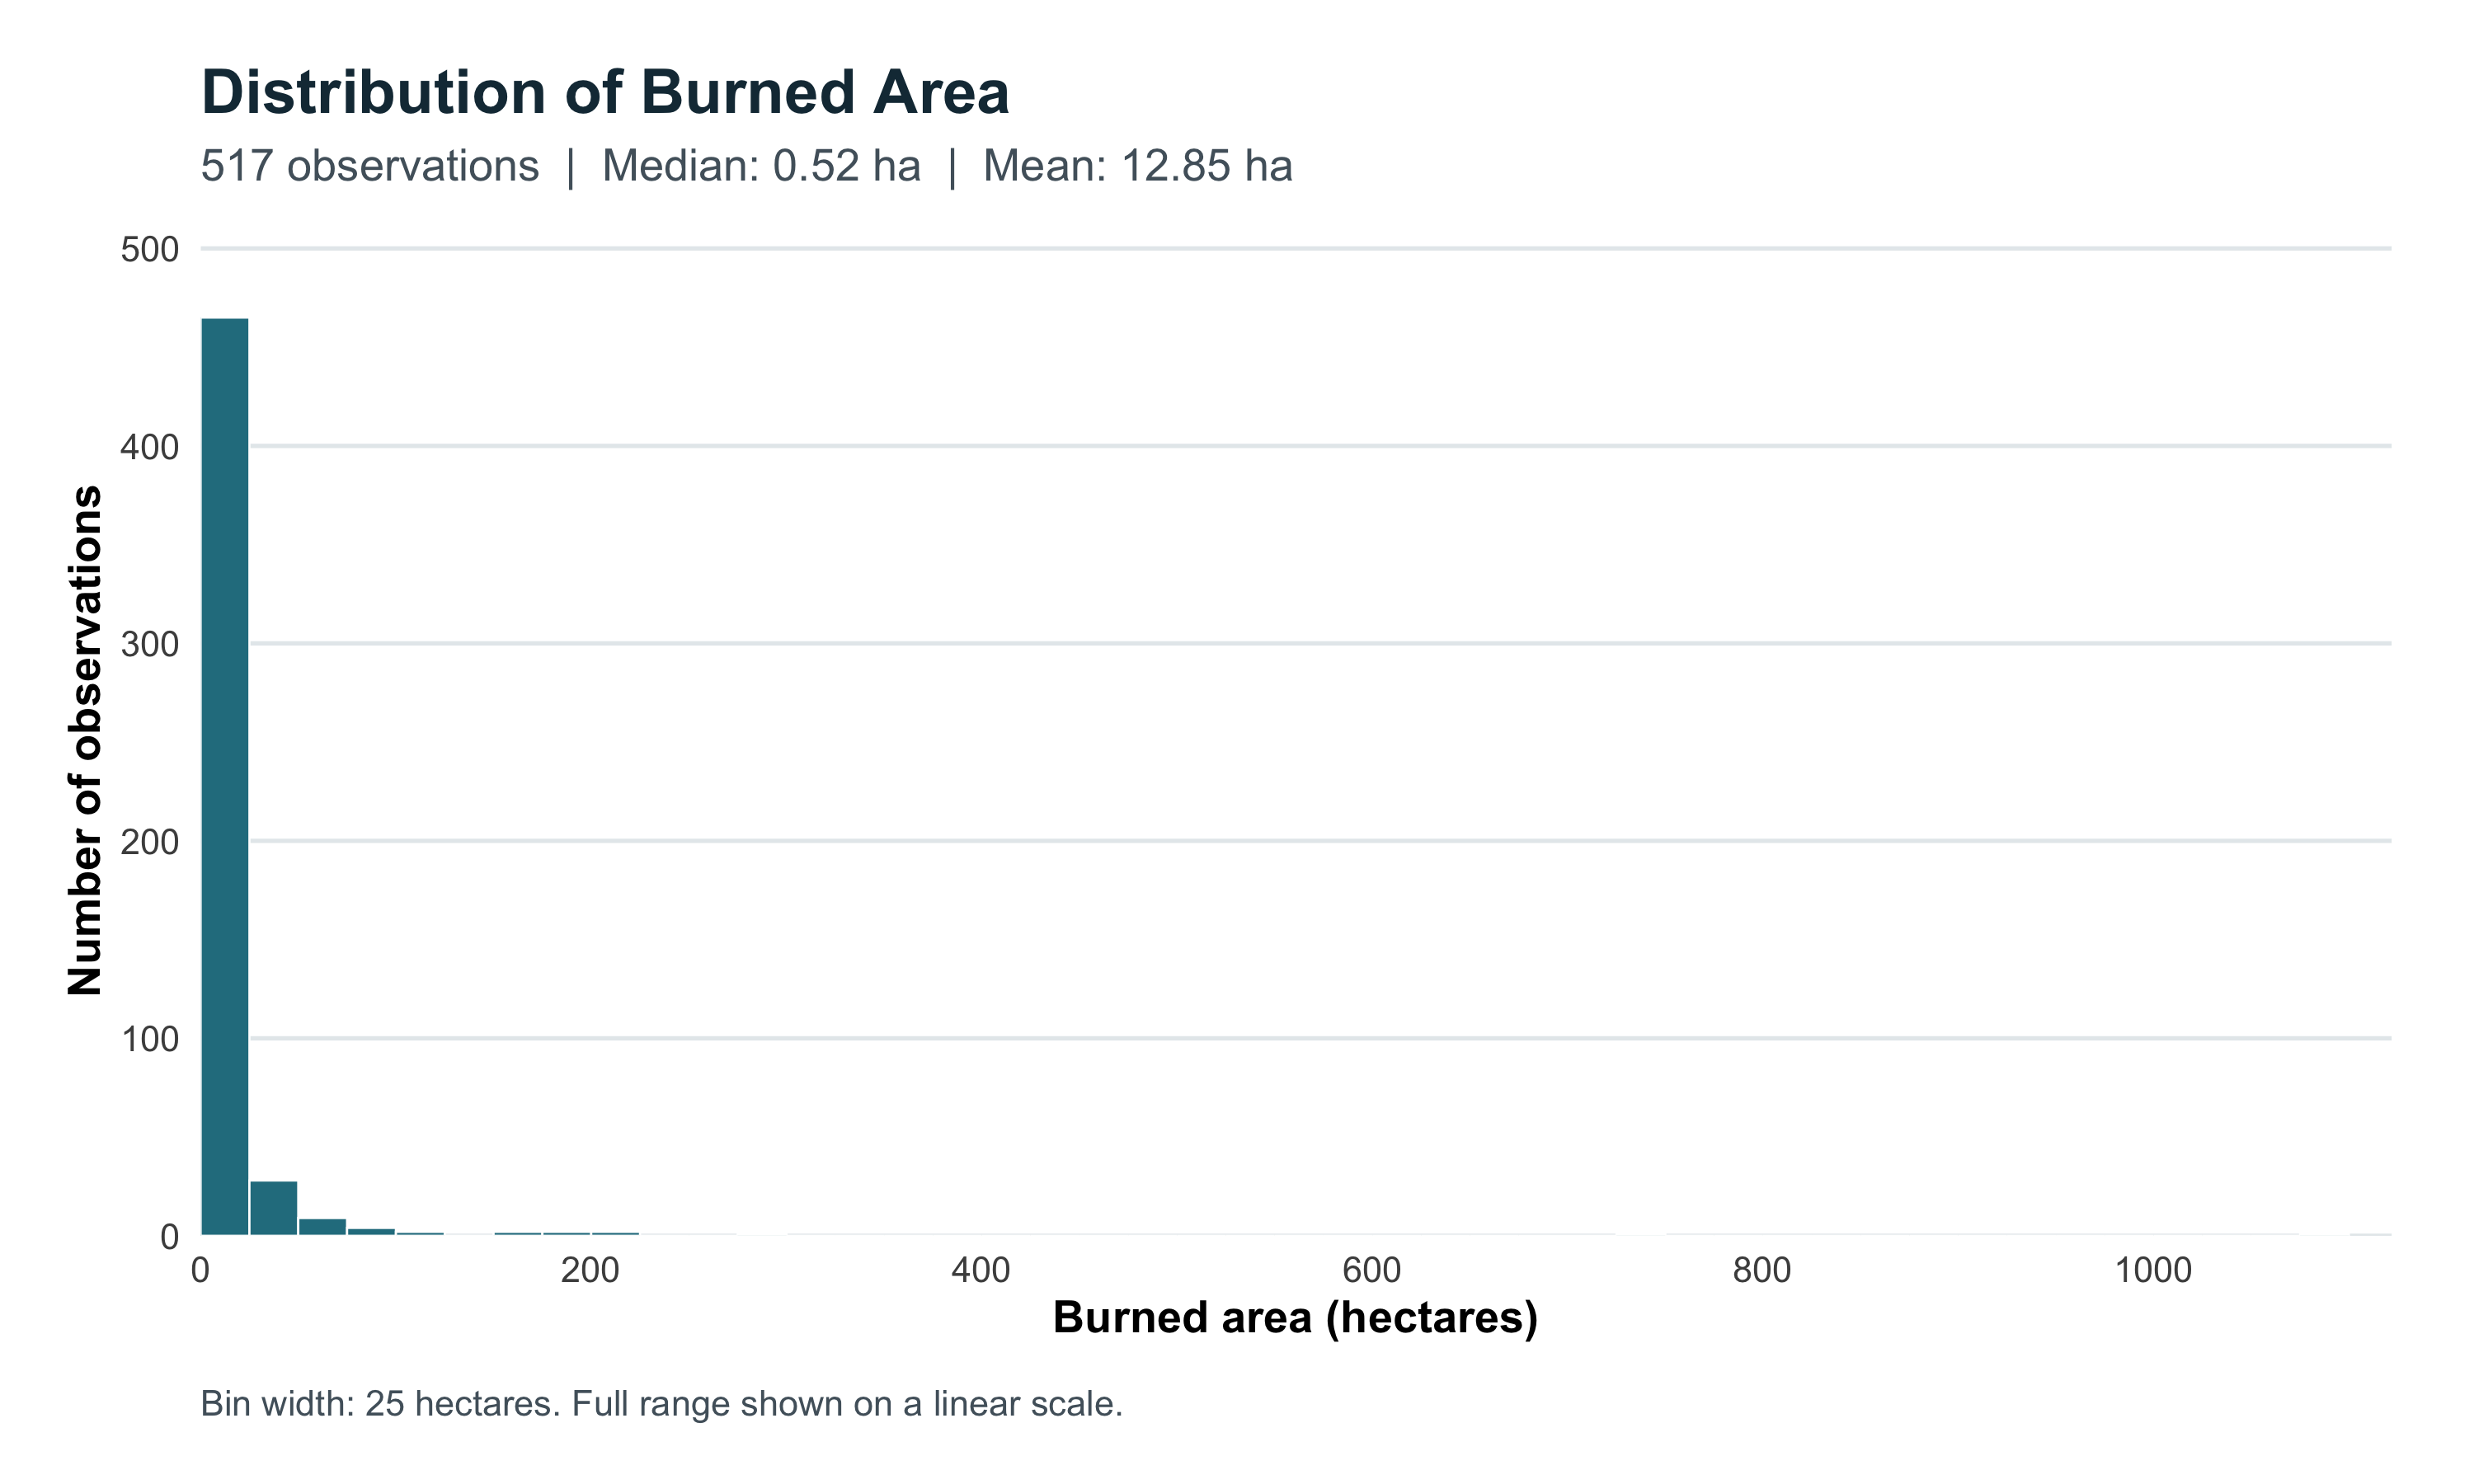 Distribution of Burned Area
517 observations | Median: 0.52 ha | Mean: 12.85 ha
500
400
300
200
100
0
Number of observations
0 200 400 600 800 1000
Burned area (hectares)
Bin width: 25 hectares. Full range shown on a linear scale.